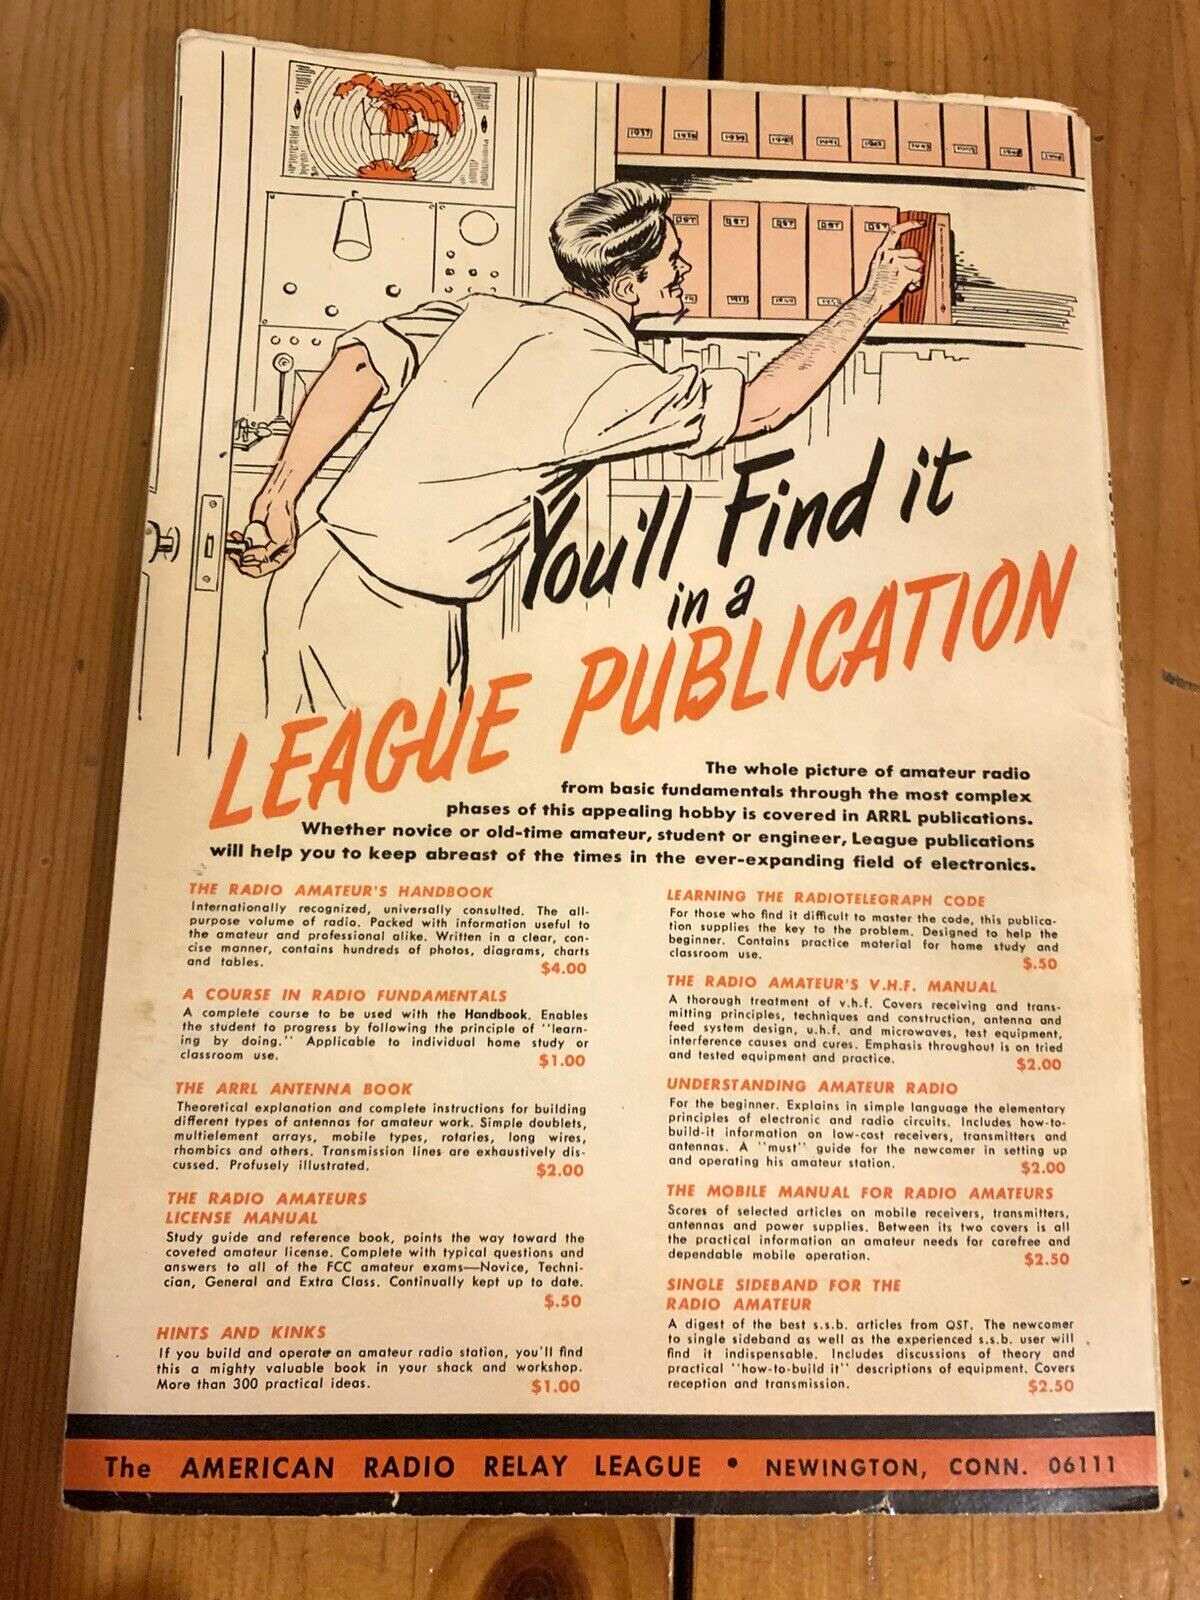 1937 1938 1939 1940 1941
QST QST QST QST QST
You'll Find it
in a
LEAGUE PUBLICATION
The whole picture of amateur radio
from basic fundamentals through the most complex
phases of this appealing hobby is covered in ARRL publications.
Whether novice or old-time amateur, student or engineer, League publications
will help you to keep abreast of the times in the ever-expanding field of electronics.
THE RADIO AMATEUR'S HANDBOOK
Internationally recognized, universally consulted. The all-
purpose volume of radio. Packed with information useful to
the amateur and professional alike. Written in a clear, con-
cise manner, contains hundreds of photos, diagrams, charts
and tables. $4.00
A COURSE IN RADIO FUNDAMENTALS
A complete course to be used with the Handbook. Enables
the student to progress by following the principle of "learn-
ing by doing." Applicable to individual home study or
classroom use. $1.00
THE ARRL ANTENNA BOOK
Theoretical explanation and complete instructions for building
different types of antennas for amateur work. Simple doublets,
multielement arrays, mobile types, rotaries, long wires,
rhombics and others. Transmission lines are exhaustively dis-
cussed. Profusely illustrated. $2.00
THE RADIO AMATEURS
LICENSE MANUAL
Study guide and reference book, points the way toward the
coveted amateur license. Complete with typical questions and
answers to all of the FCC amateur exams—Novice, Techni-
cian, General and Extra Class. Continually kept up to date.
$.50
HINTS AND KINKS
If you build and operate an amateur radio station, you'll find
this a mighty valuable book in your shack and workshop.
More than 300 practical ideas. $1.00
LEARNING THE RADIOTELEGRAPH CODE
For those who find it difficult to master the code, this publica-
tion supplies the key to the problem. Designed to help the
beginner. Contains practice material for home study and
classroom use. $.50
THE RADIO AMATEUR'S V.H.F. MANUAL
A thorough treatment of v.h.f. Covers receiving and trans-
mitting principles, techniques and construction, antenna and
feed system design, u.h.f. and microwaves, test equipment,
interference causes and cures. Emphasis throughout is on tried
and tested equipment and practice. $2.00
UNDERSTANDING AMATEUR RADIO
For the beginner. Explains in simple language the elementary
principles of electronic and radio circuits. Includes how-to-
build-it information on low-cost receivers, transmitters and
antennas. A "must" guide for the newcomer in setting up
and operating his amateur station. $2.00
THE MOBILE MANUAL FOR RADIO AMATEURS
Scores of selected articles on mobile receivers, transmitters,
antennas and power supplies. Between its two covers is all
the practical information an amateur needs for carefree and
dependable mobile operation. $2.50
SINGLE SIDEBAND FOR THE
RADIO AMATEUR
A digest of the best s.s.b. articles from QST. The newcomer
to single sideband as well as the experienced s.s.b. user will
find it indispensable. Includes discussions of theory and
practical "how-to-build it" descriptions of equipment. Covers
reception and transmission. $2.50
The AMERICAN RADIO RELAY LEAGUE • NEWINGTON, CONN. 06111